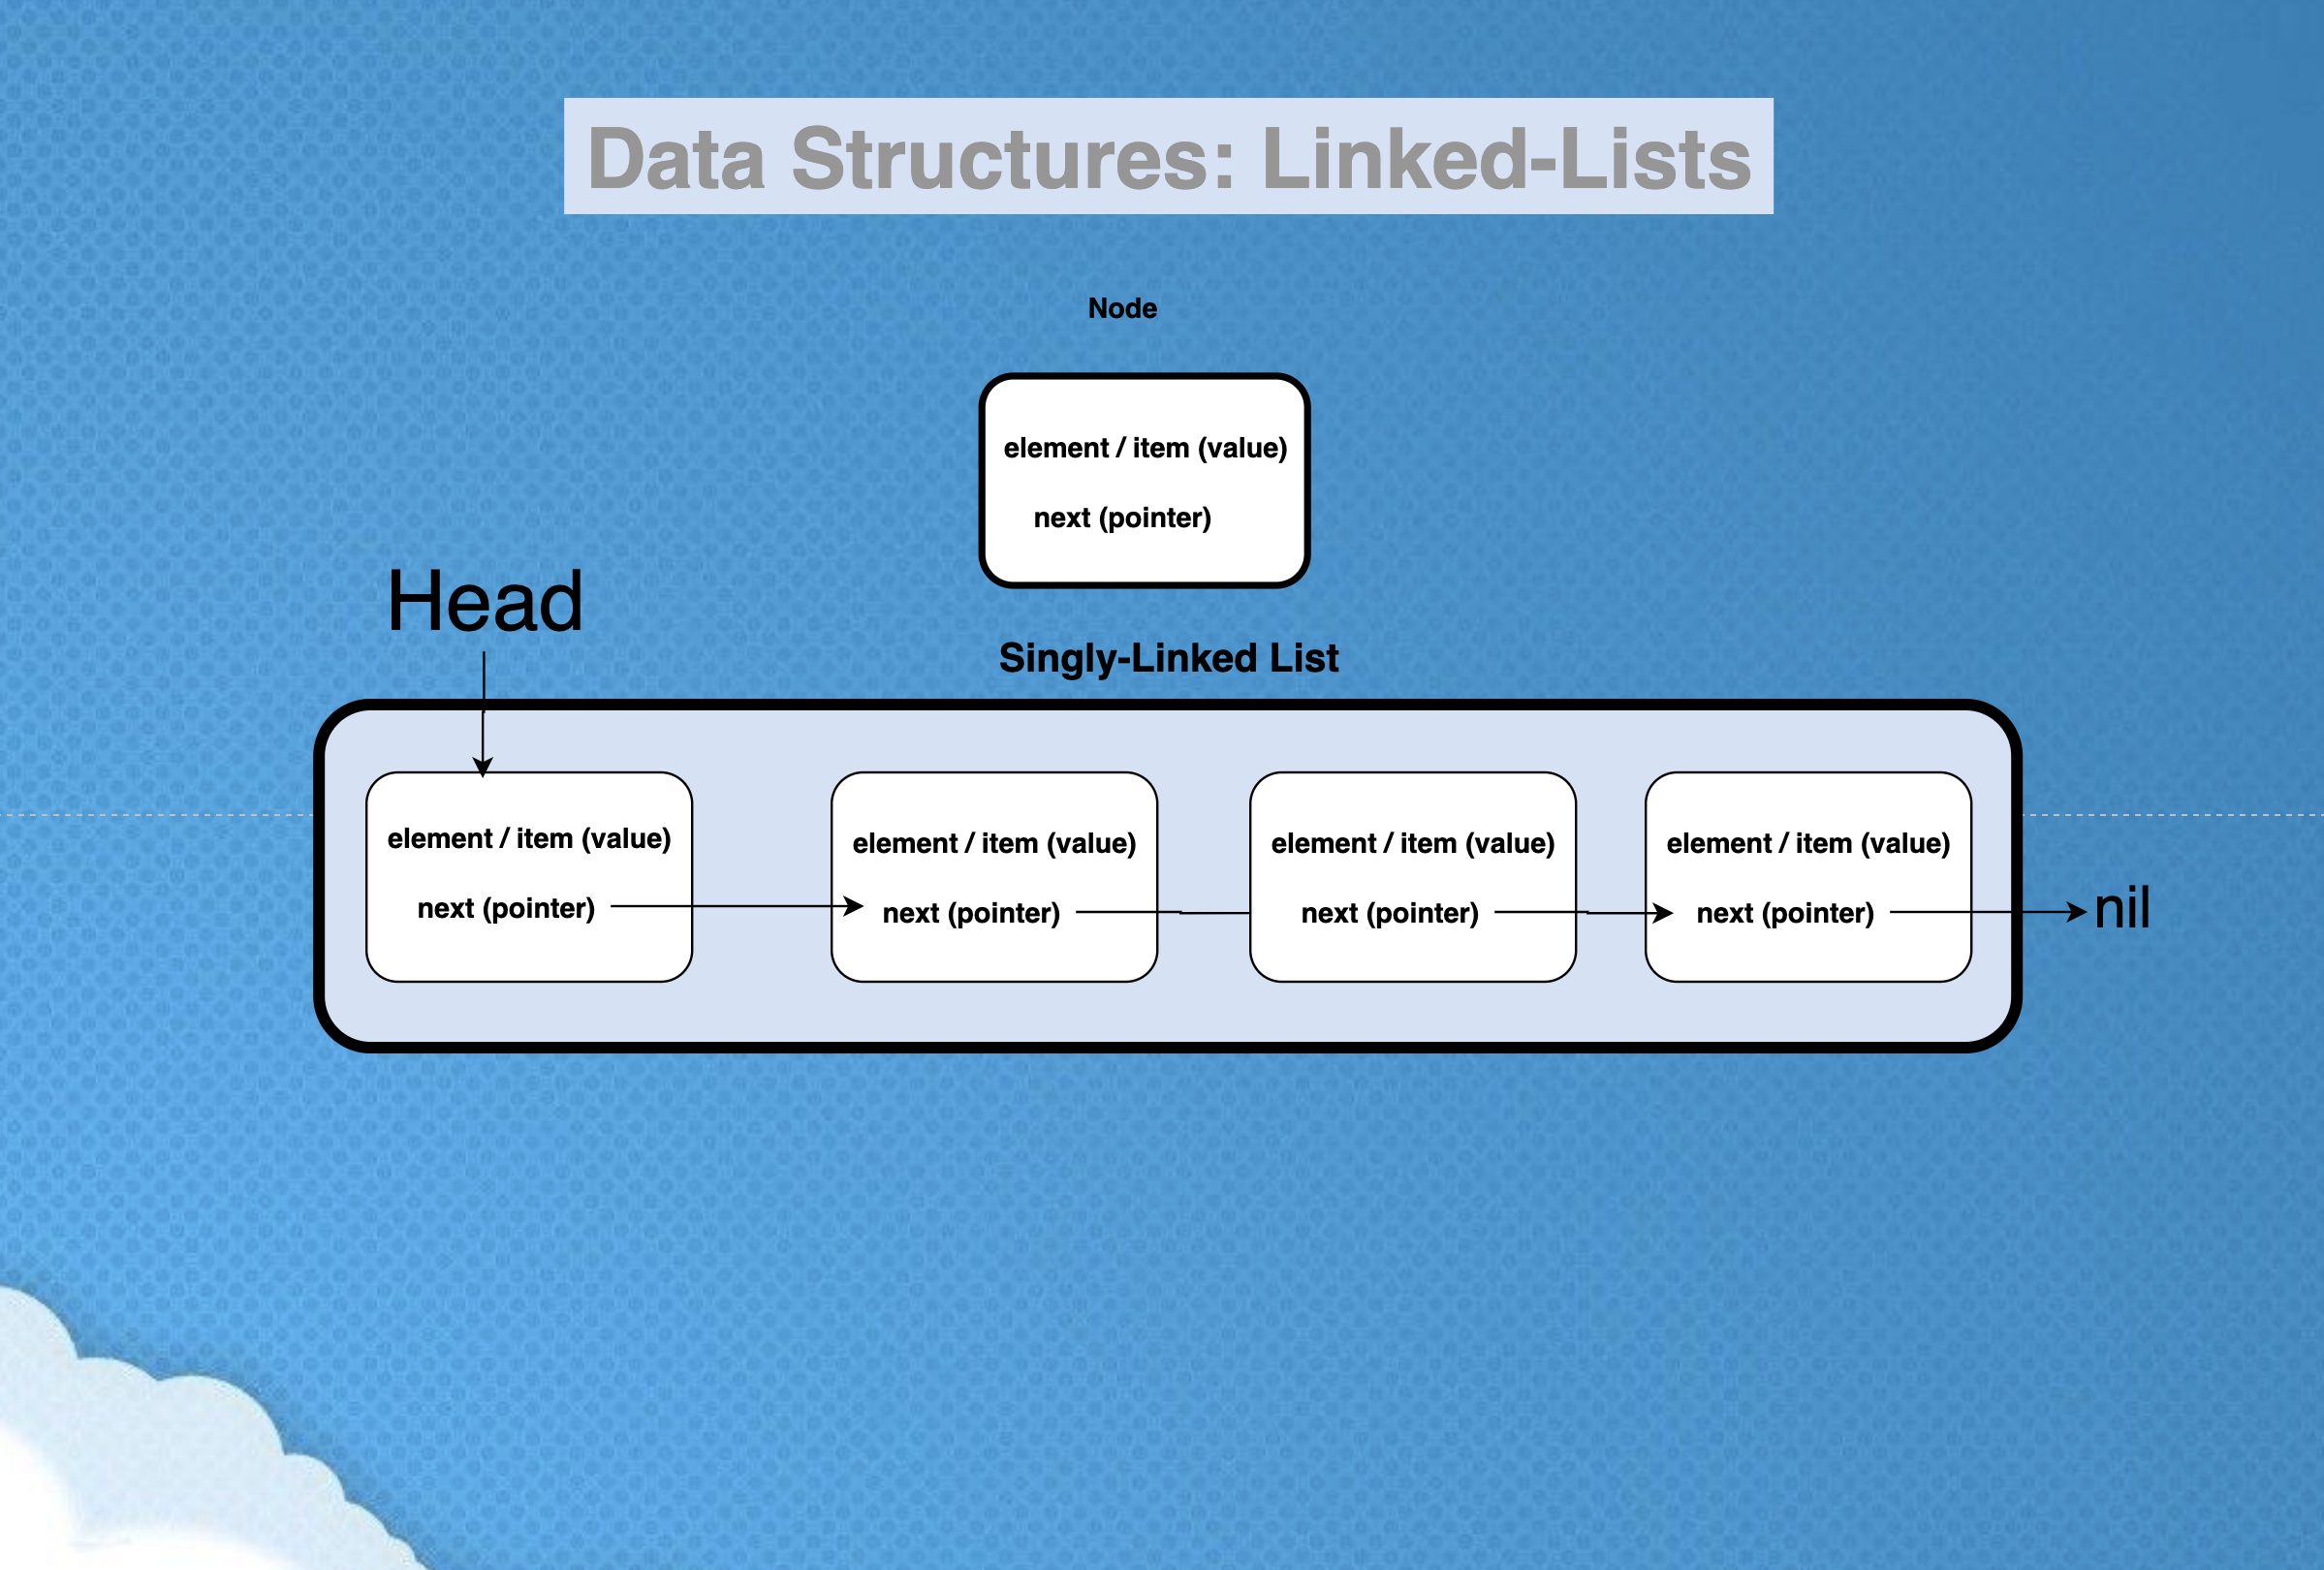 Data Structures: Linked-Lists
Node
element / item (value)
next (pointer)
Head
Singly-Linked List
element / item (value)
next (pointer)
element / item (value)
next (pointer)
element / item (value)
next (pointer)
element / item (value)
next (pointer)
nil